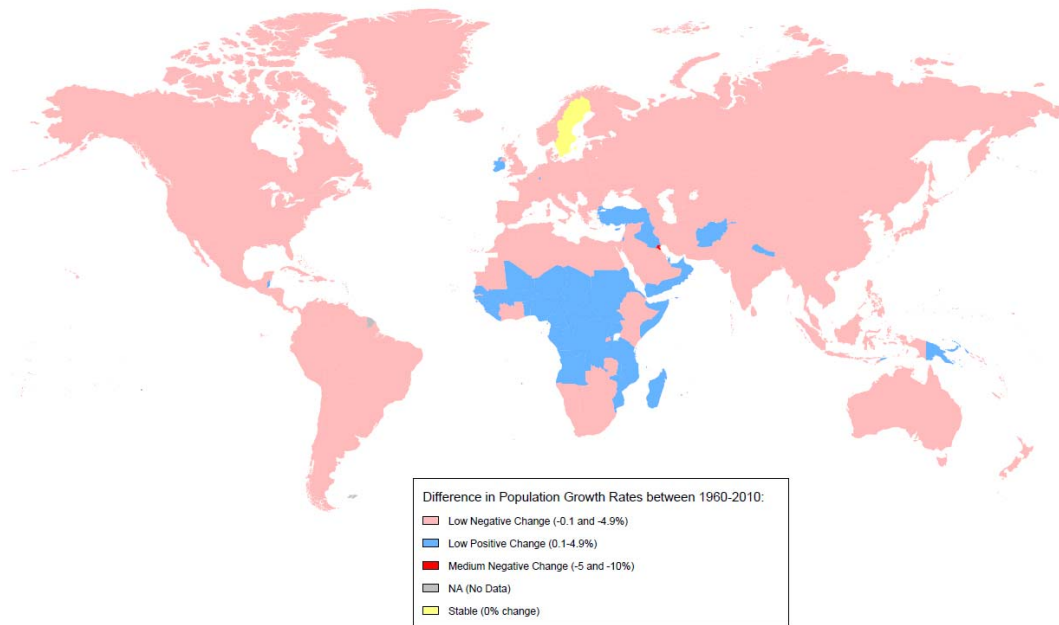 Difference in Population Growth Rates between 1960-2010:
Low Negative Change (-0.1 and -4.9%)
Low Positive Change (0.1-4.9%)
Medium Negative Change (-5 and -10%)
NA (No Data)
Stable (0% change)